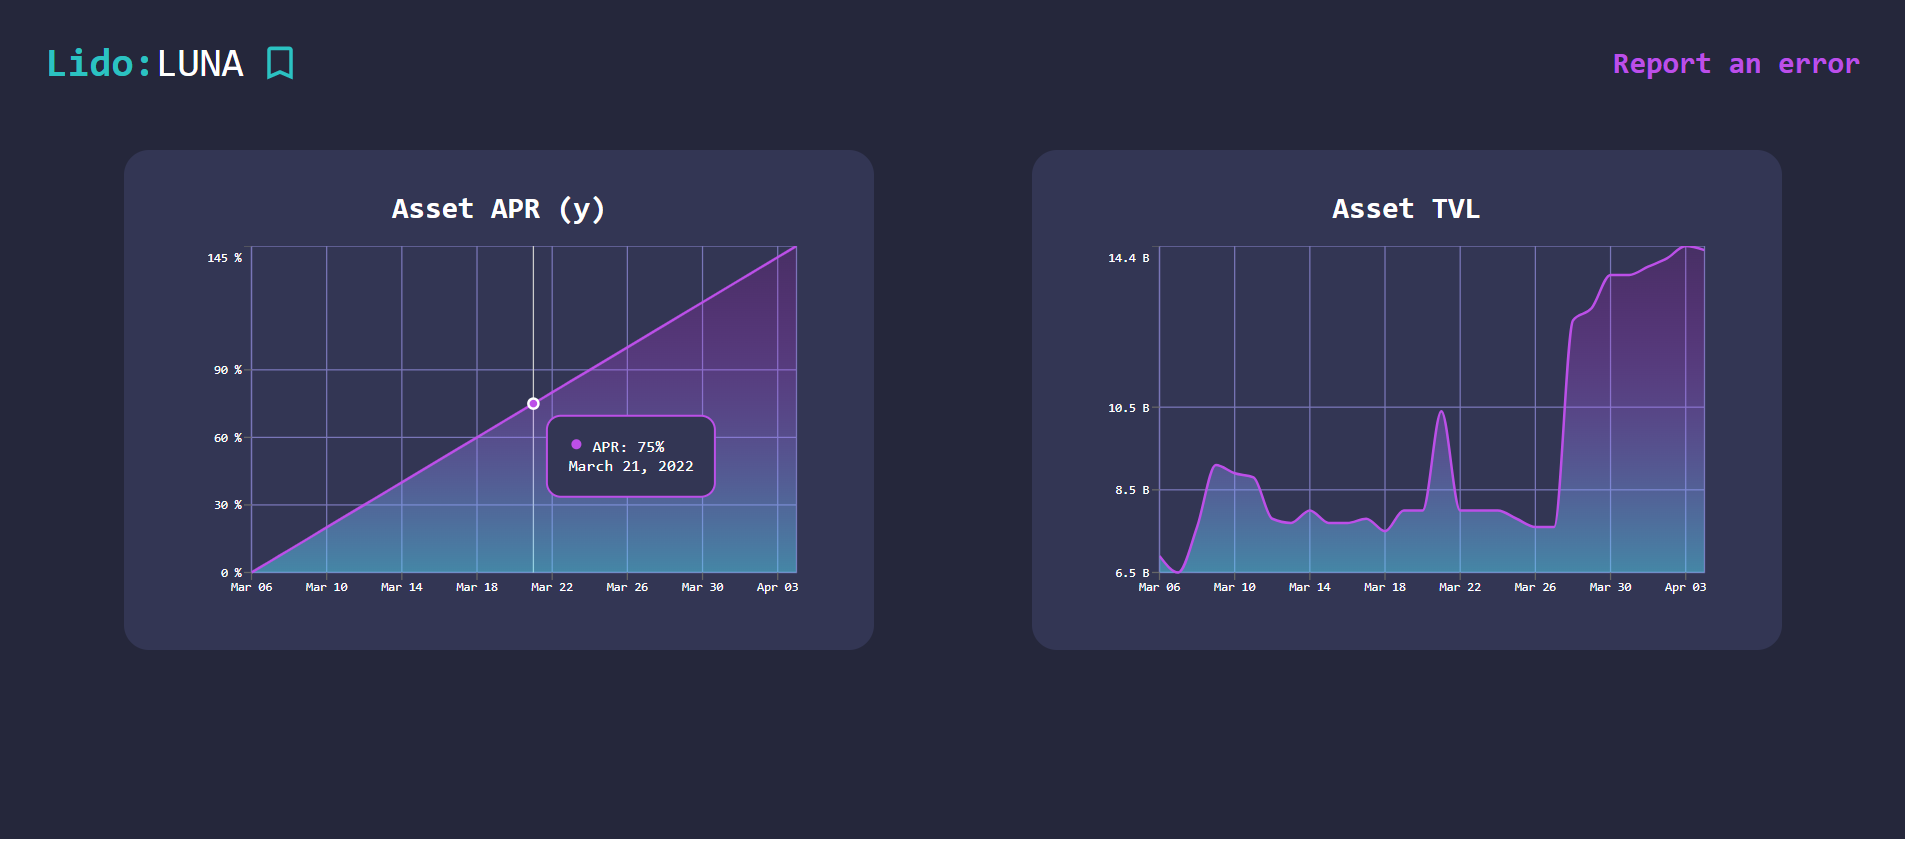 Lido:LUNA
Report an error
Asset APR (y)
145 %
90 %
60 %
30 %
0 %
Mar 06 Mar 10 Mar 14 Mar 18 Mar 22 Mar 26 Mar 30 Apr 03
APR: 75%
March 21, 2022
Asset TVL
14.4 B
10.5 B
8.5 B
6.5 B
Mar 06 Mar 10 Mar 14 Mar 18 Mar 22 Mar 26 Mar 30 Apr 03